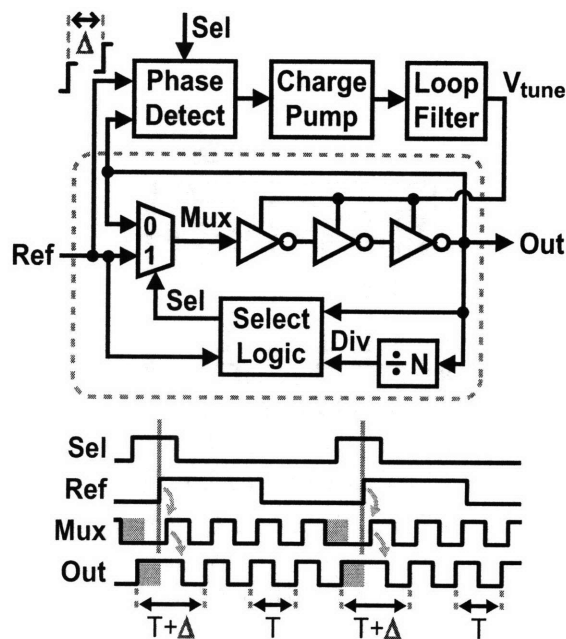 Δ
Sel
Phase
Detect
Charge
Pump
Loop
Filter
Vtune
0
1
Mux
Ref
Out
Sel
Select
Logic
Div
÷N
Sel
Ref
Mux
Out
T+Δ
T
T+Δ
T